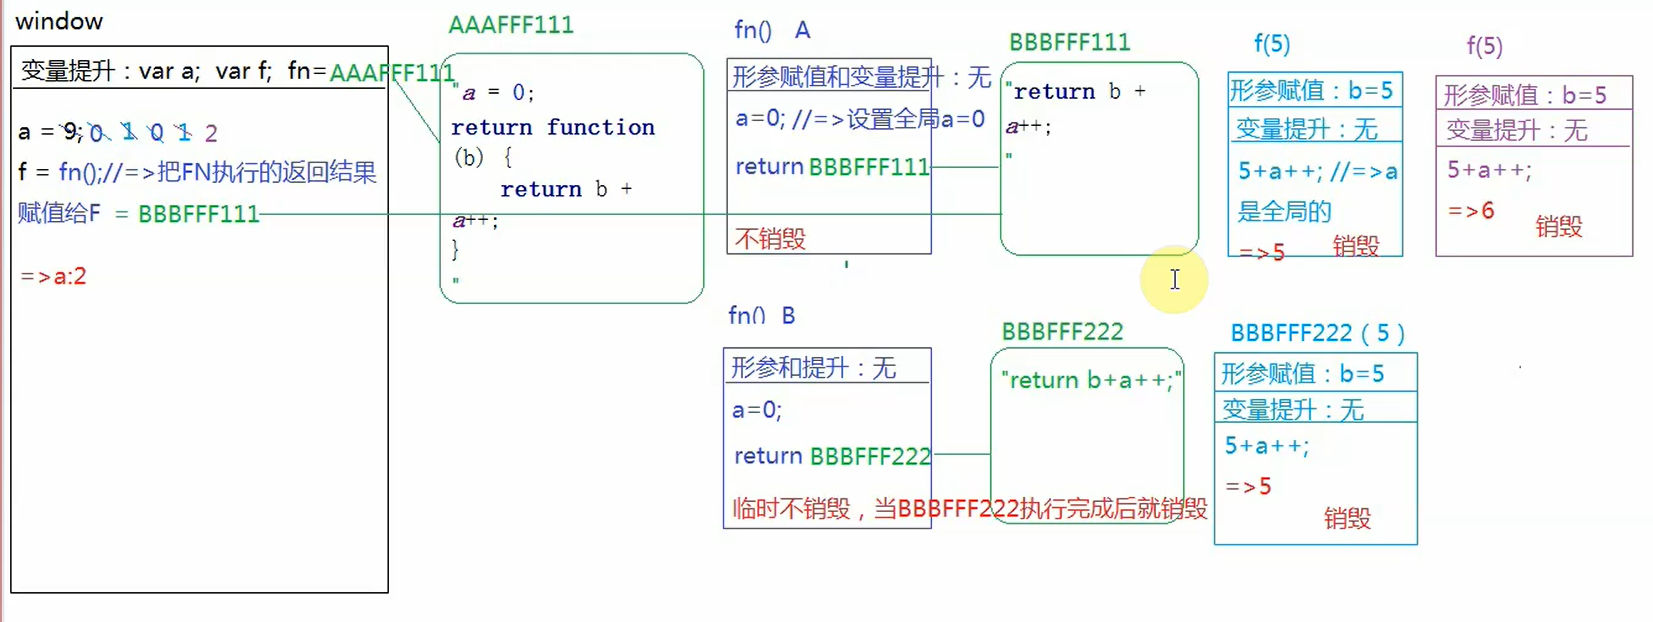 window
变量提升：var a;  var f;  fn=AAAFFF111
a = 9; 0 1 0 1 2
f = fn();//=>把FN执行的返回结果
赋值给F = BBBFFF111
=>a:2
AAAFFF111
"a = 0;
return function
(b) {
return b +
a++;
}
"
fn()  A
形参赋值和变量提升：无
a=0; //=>设置全局a=0
return BBBFFF111
不销毁
BBBFFF111
"return b +
a++;
"
f(5)
形参赋值：b=5
变量提升：无
5+a++; //=>a
是全局的
=>5  销毁
f(5)
形参赋值：b=5
变量提升：无
5+a++;
=>6
销毁
fn()  B
形参和提升：无
a=0;
return BBBFFF222
临时不销毁，当BBBFFF222执行完成后就销毁
BBBFFF222
"return b+a++;"
BBBFFF222（5）
形参赋值：b=5
变量提升：无
5+a++;
=>5
销毁